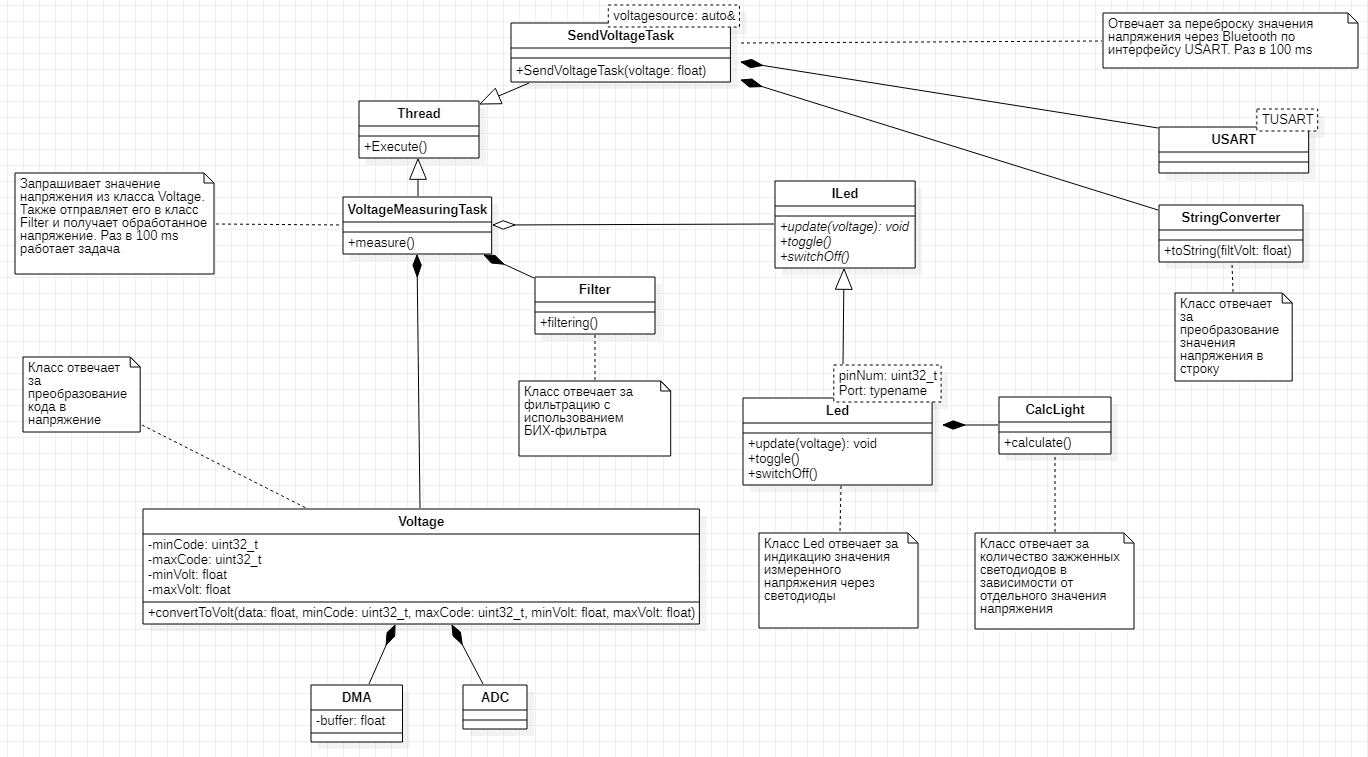 voltagesource: auto&
SendVoltageTask
+SendVoltageTask(voltage: float)
Отвечает за переброску значения
напряжения через Bluetooth по
интерфейсу USART. Раз в 100 ms
Thread
+Execute()
TUSART
USART
Запрашивает значение
напряжения из класса Voltage.
Также отправляет его в класс
Filter и получает обработанное
напряжение. Раз в 100 ms
работает задача
VoltageMeasuringTask
+measure()
ILed
+update(voltage): void
+toggle()
+switchOff()
StringConverter
+toString(filtVolt: float)
Filter
+filtering()
Класс отвечает
за
преобразование
значения
напряжения в
строку
Класс отвечает
за
преобразование
кода в
напряжение
Класс отвечает за
фильтрацию с
использованием
БИХ-фильтра
pinNum: uint32_t
Port: typename
Led
+update(voltage): void
+toggle()
+switchOff()
CalcLight
+calculate()
Voltage
-minCode: uint32_t
-maxCode: uint32_t
-minVolt: float
-maxVolt: float
+convertToVolt(data: float, minCode: uint32_t, maxCode: uint32_t, minVolt: float, maxVolt: float)
Класс Led отвечает за
индикацию значения
измеренного
напряжения через
светодиоды
Класс отвечает за
количество зажженных
светодиодов в
зависимости от
отдельного значения
напряжения
DMA
-buffer: float
ADC